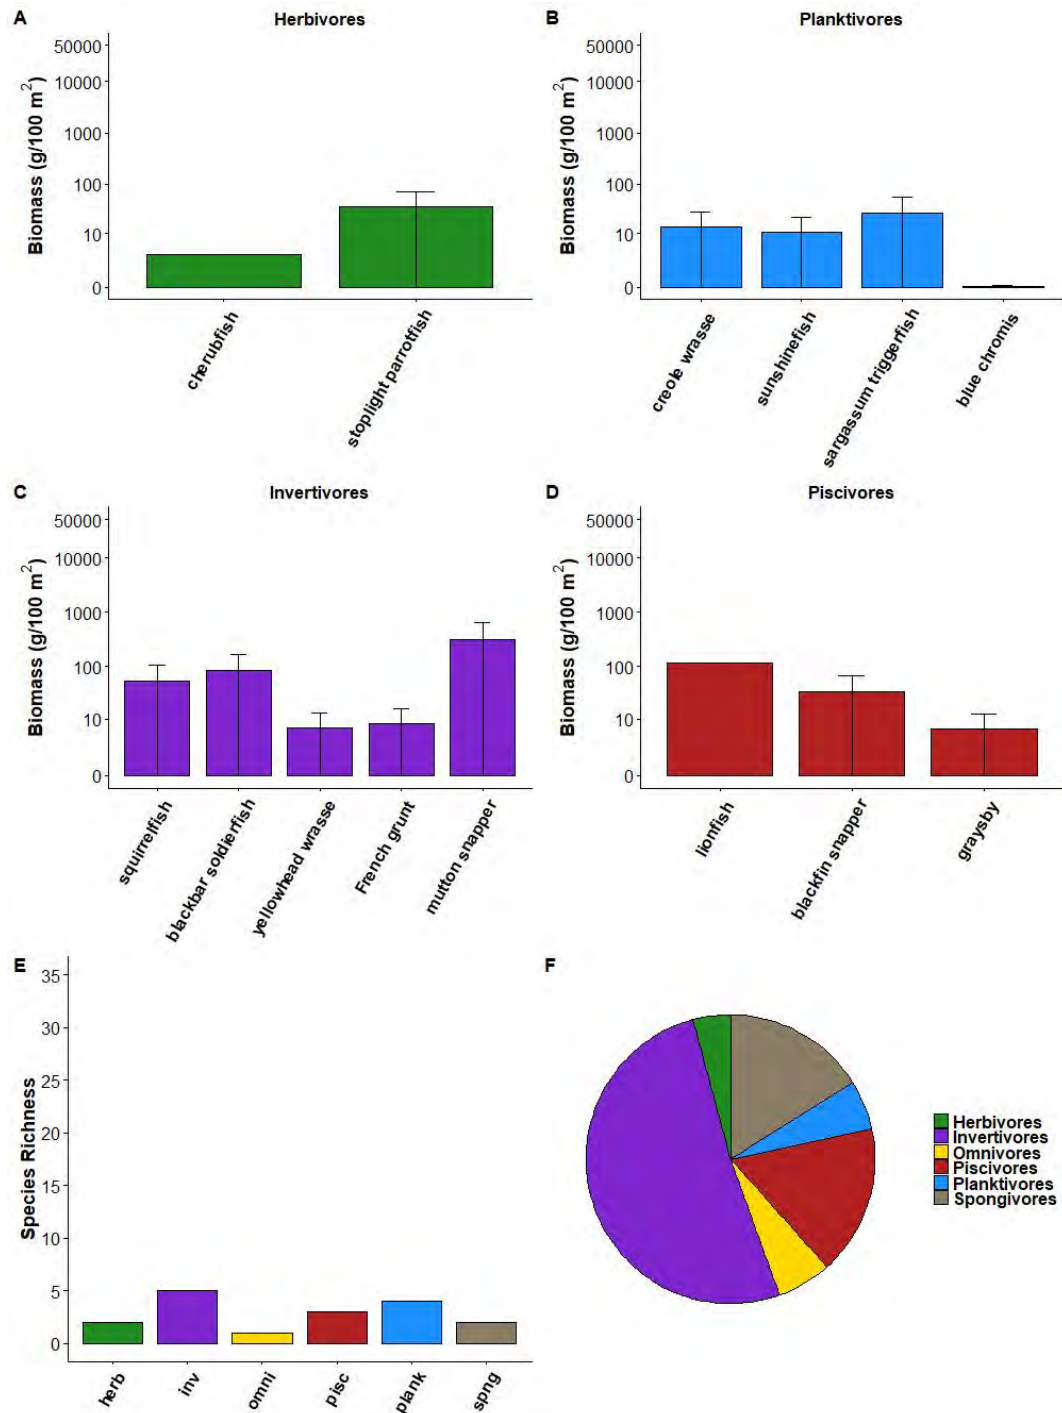 A
Herbivores
Biomass (g/100 m²)
50000
10000
1000
100
10
0
cherubfish
stoplight parrotfish
B
Planktivores
Biomass (g/100 m²)
50000
10000
1000
100
10
0
creole wrasse
sunshinefish
sargassum triggerfish
blue chromis
C
Invertivores
Biomass (g/100 m²)
50000
10000
1000
100
10
0
squirrelfish
blackbar soldierfish
yellowhead wrasse
French grunt
mutton snapper
D
Piscivores
Biomass (g/100 m²)
50000
10000
1000
100
10
0
lionfish
blackfin snapper
graysby
E
Species Richness
35
30
25
20
15
10
5
0
herb
inv
omni
pisc
plank
spng
F
Herbivores
Invertivores
Omnivores
Piscivores
Planktivores
Spongivores